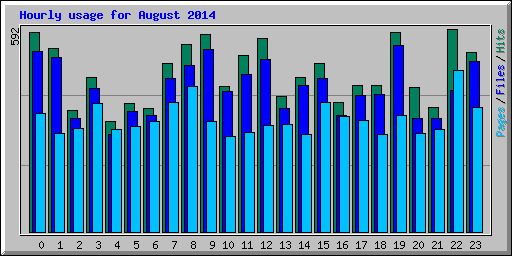 Hourly usage for August 2014
592
Pages/Files/Hits
0 1 2 3 4 5 6 7 8 9 10 11 12 13 14 15 16 17 18 19 20 21 22 23